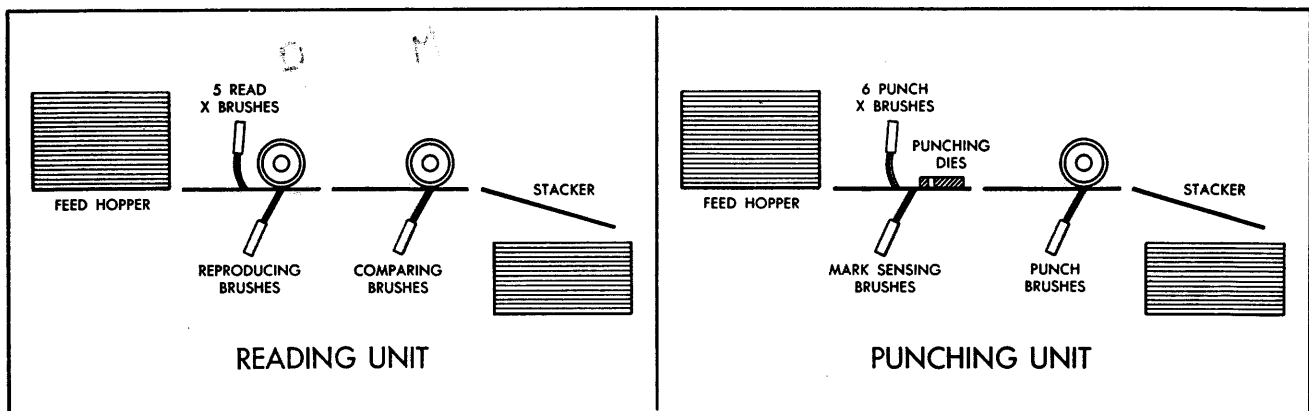 D M
5 READ
X BRUSHES
FEED HOPPER
REPRODUCING
BRUSHES
COMPARING
BRUSHES
STACKER
READING UNIT
6 PUNCH
X BRUSHES
PUNCHING
DIES
FEED HOPPER
MARK SENSING
BRUSHES
PUNCH
BRUSHES
STACKER
PUNCHING UNIT